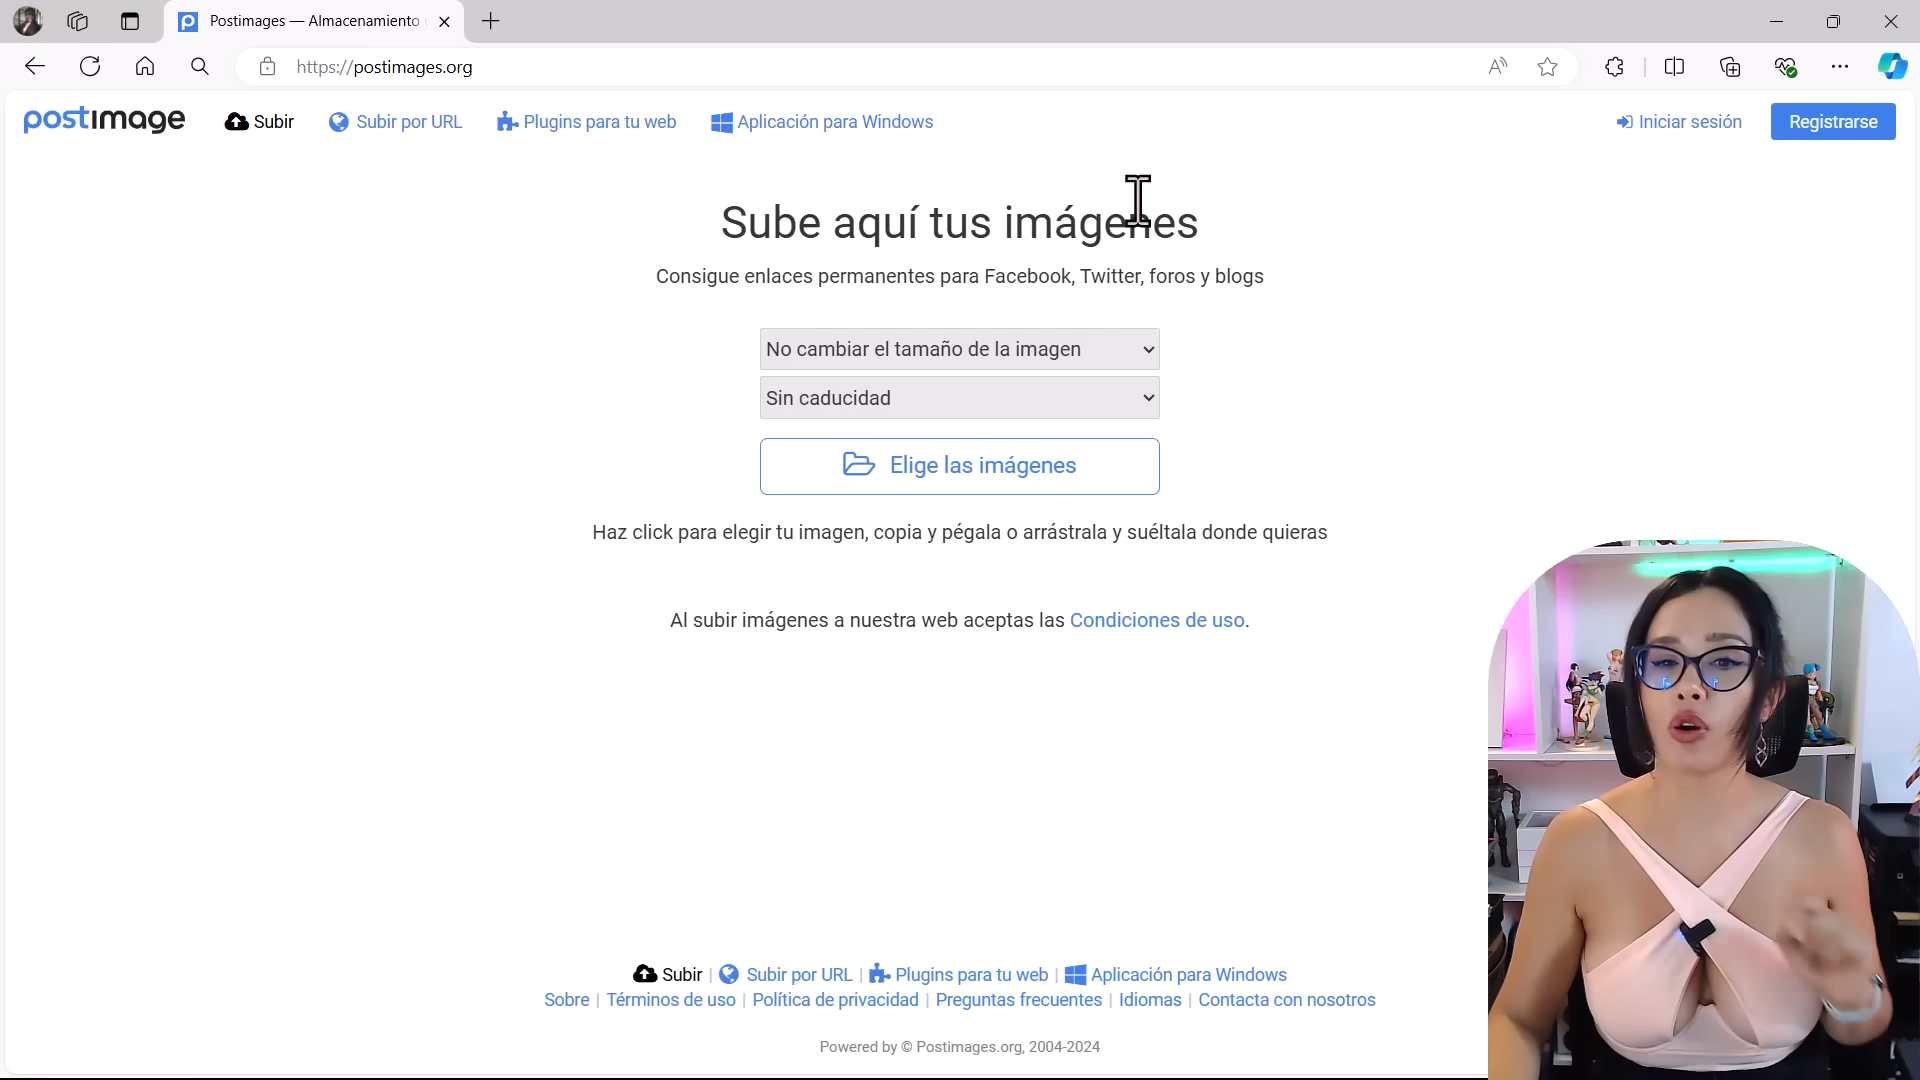 Postimages — Almacenamiento
https://postimages.org
postimage
Subir
Subir por URL
Plugins para tu web
Aplicación para Windows
Iniciar sesión
Registrarse
Sube aquí tus imágenes
Consigue enlaces permanentes para Facebook, Twitter, foros y blogs
No cambiar el tamaño de la imagen
Sin caducidad
Elige las imágenes
Haz click para elegir tu imagen, copia y pégala o arrástrala y suéltala donde quieras
Al subir imágenes a nuestra web aceptas las Condiciones de uso.
Subir | Subir por URL | Plugins para tu web | Aplicación para Windows
Sobre | Términos de uso | Política de privacidad | Preguntas frecuentes | Idiomas | Contacta con nosotros
Powered by © Postimages.org, 2004-2024